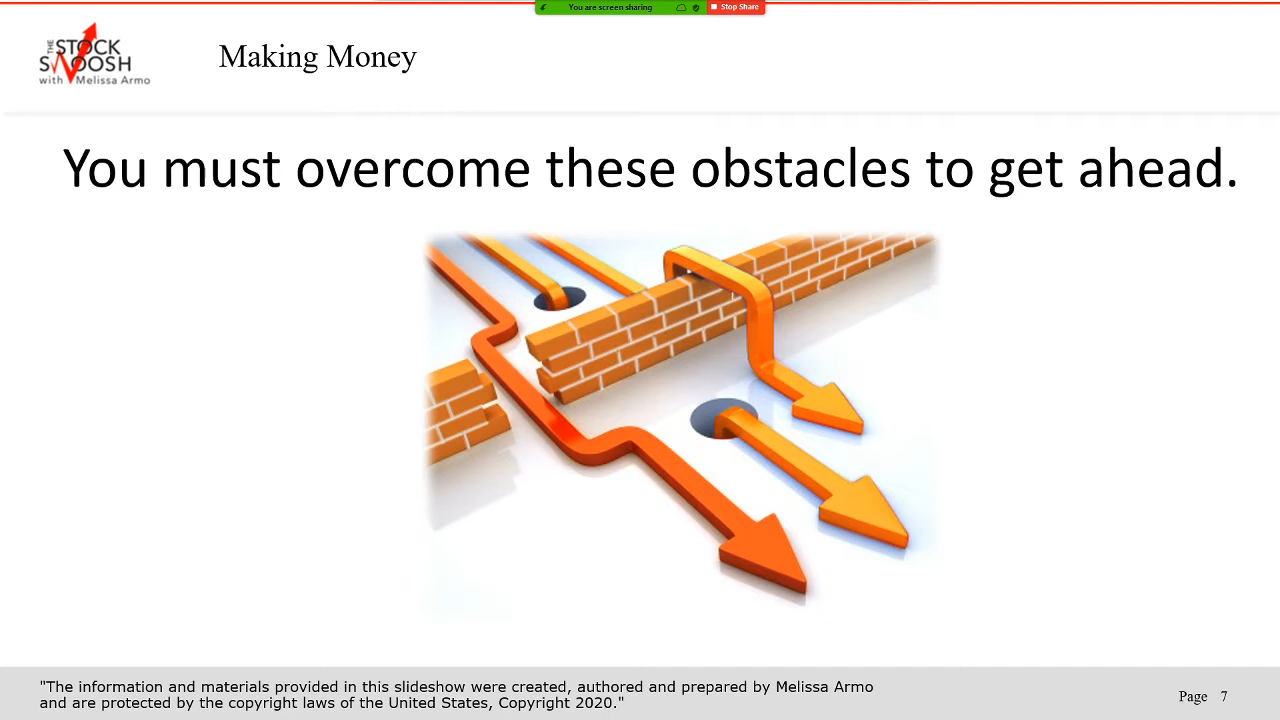 You are screen sharing
Stop Share
THE STOCK
SWOOSH
with Melissa Armo
Making Money
You must overcome these obstacles to get ahead.
"The information and materials provided in this slideshow were created, authored and prepared by Melissa Armo
and are protected by the copyright laws of the United States, Copyright 2020."
Page 7